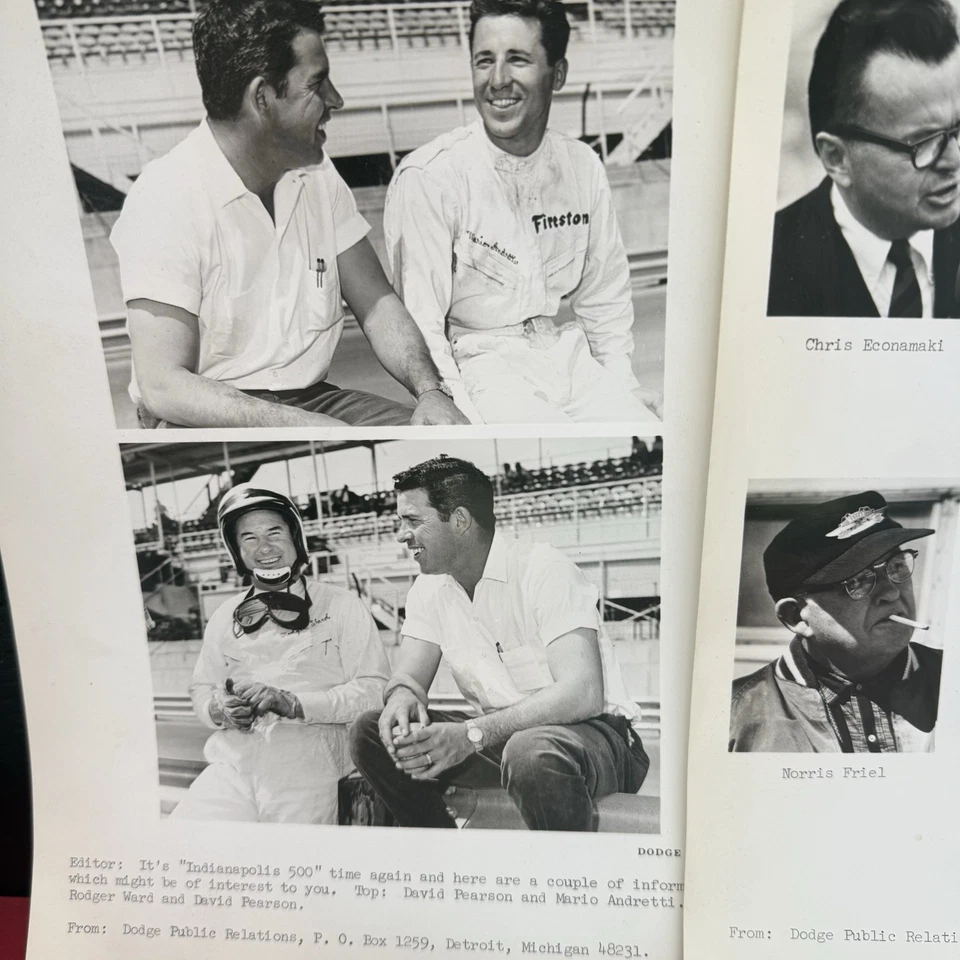 Firestone
Mario Andretti
DODGE
Editor: It's "Indianapolis 500" time again and here are a couple of inform
which might be of interest to you. Top: David Pearson and Mario Andretti.
Rodger Ward and David Pearson.
From: Dodge Public Relations, P. O. Box 1259, Detroit, Michigan 48231.
Chris Econamaki
Norris Friel
From: Dodge Public Relati